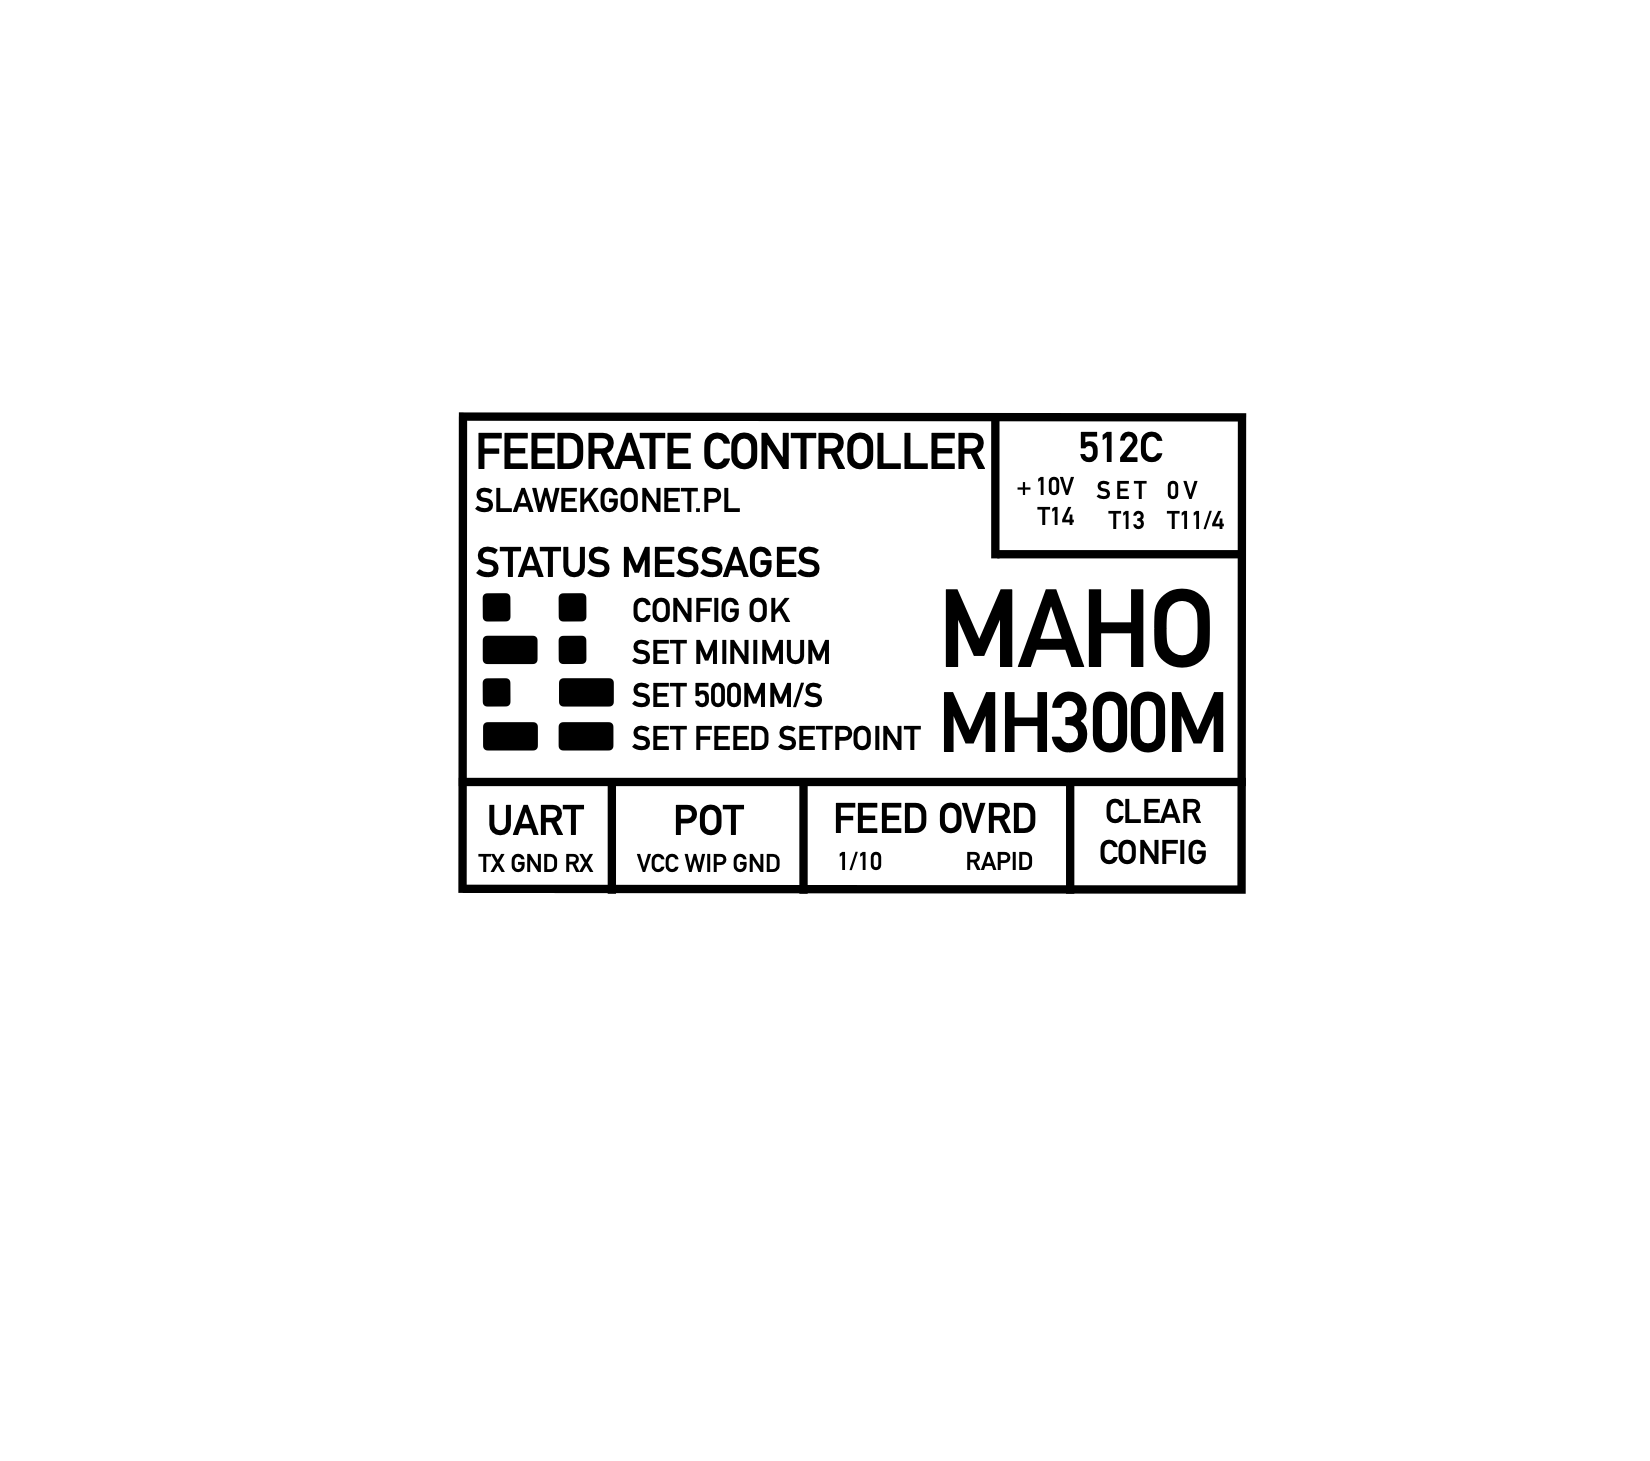 FEEDRATE CONTROLLER
SLAWEKGONET.PL
512C
+10V SET 0V
T14 T13 T11/4
STATUS MESSAGES
CONFIG OK
SET MINIMUM
SET 500MM/S
SET FEED SETPOINT
MAHO
MH300M
UART
TX GND RX
POT
VCC WIP GND
FEED OVRD
1/10 RAPID
CLEAR
CONFIG